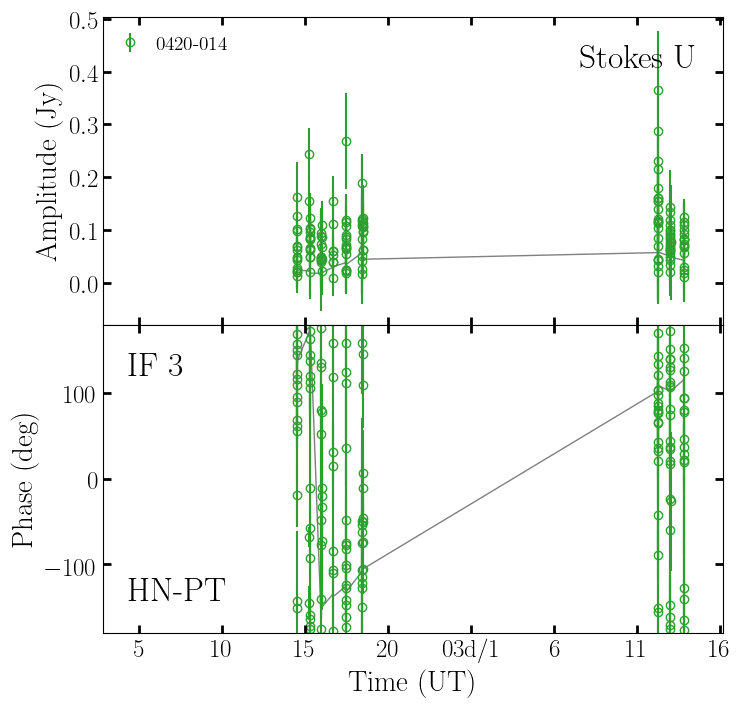 0420-014
Stokes U
0.5
0.4
0.3
0.2
0.1
0.0
Amplitude (Jy)
IF 3
HN-PT
100
0
−100
Phase (deg)
5 10 15 20 03d/1 6 11 16
Time (UT)